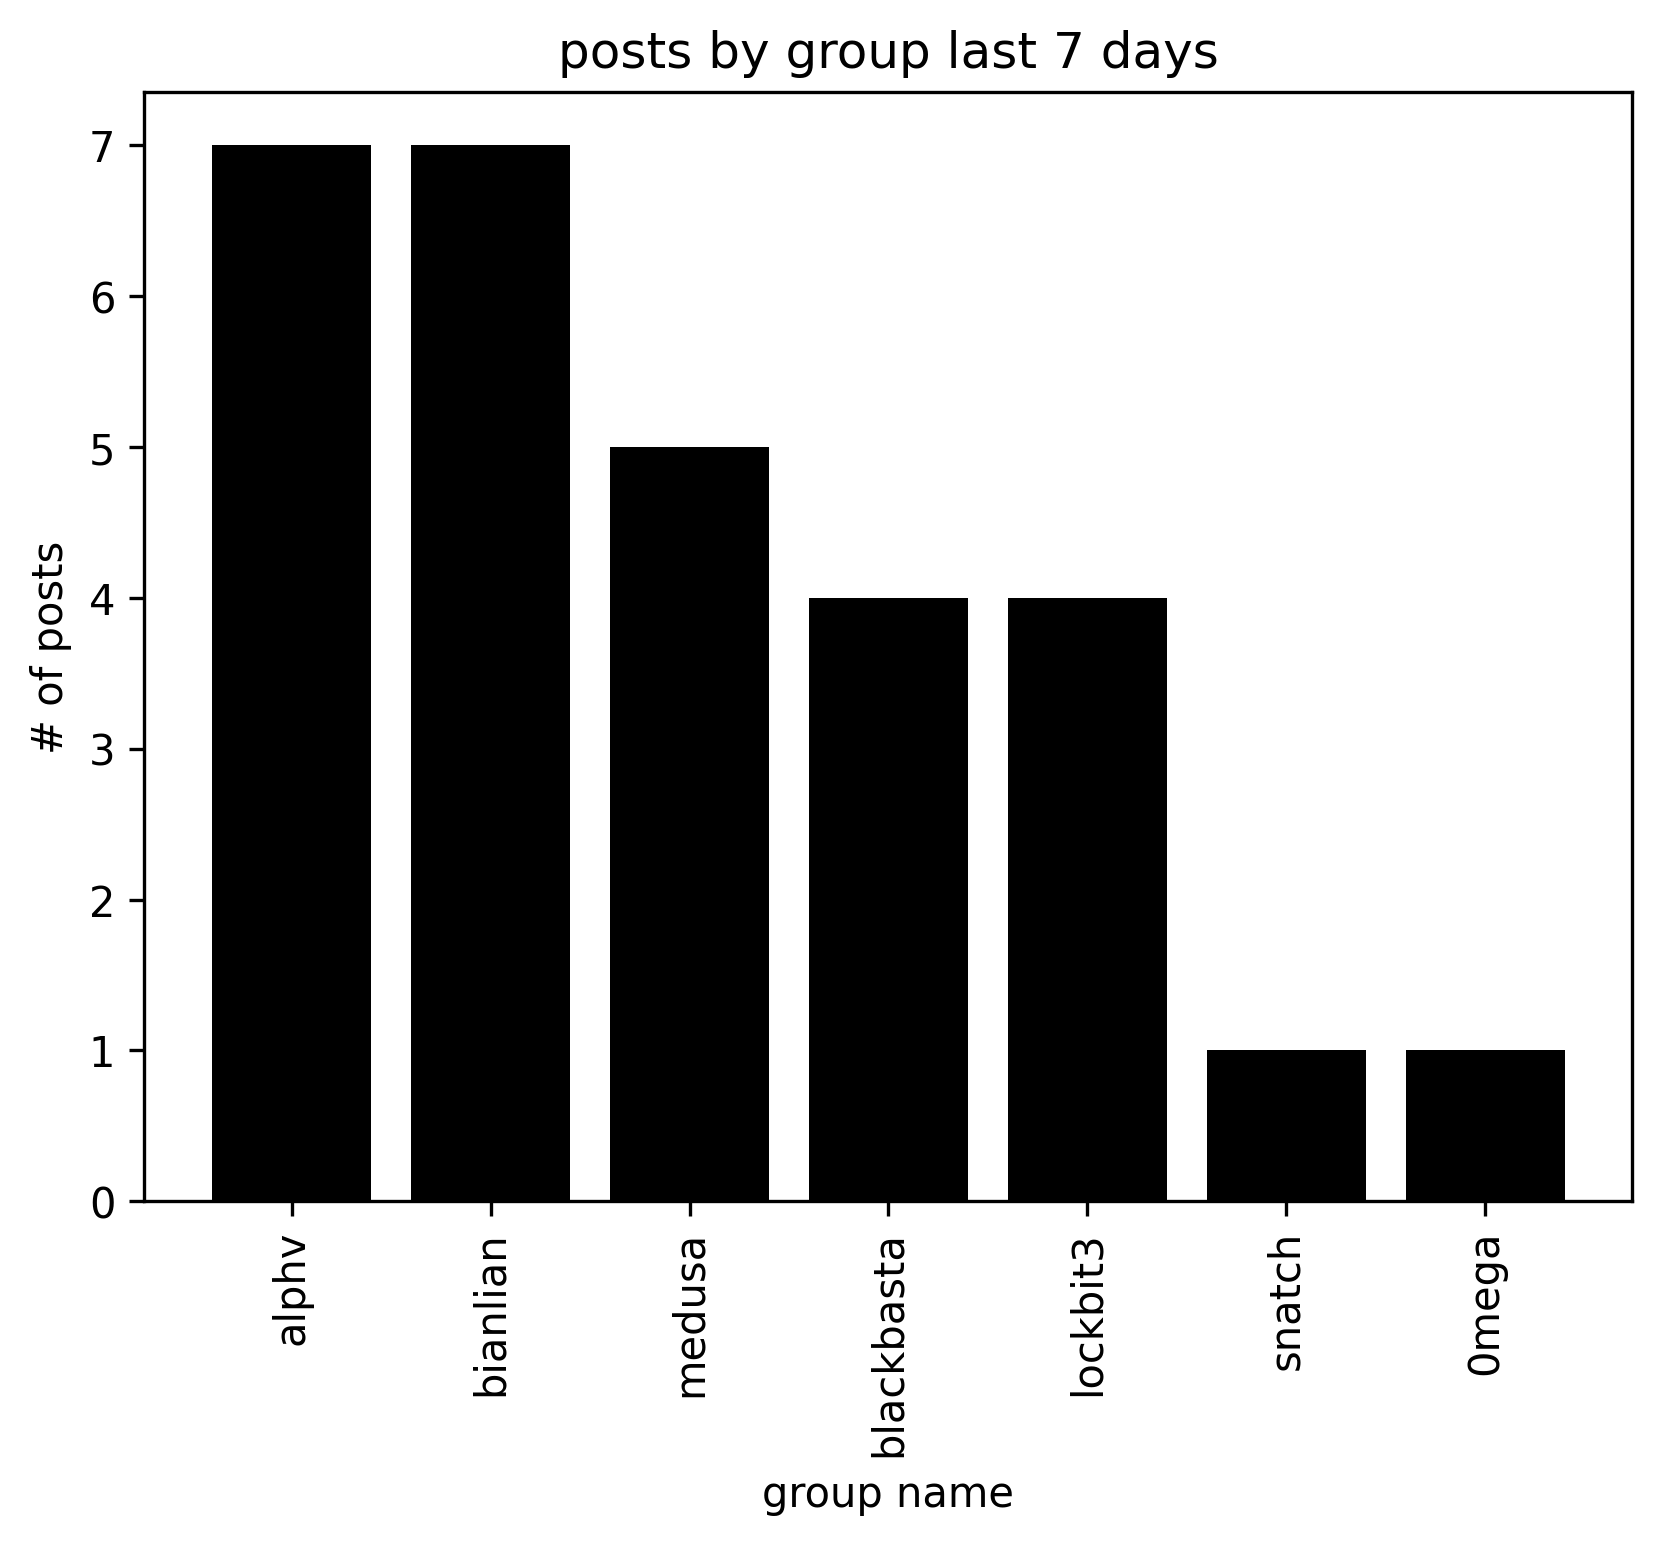 posts by group last 7 days
7
6
5
4
3
2
1
0
# of posts
alphv
bianlian
medusa
blackbasta
lockbit3
snatch
0mega
group name